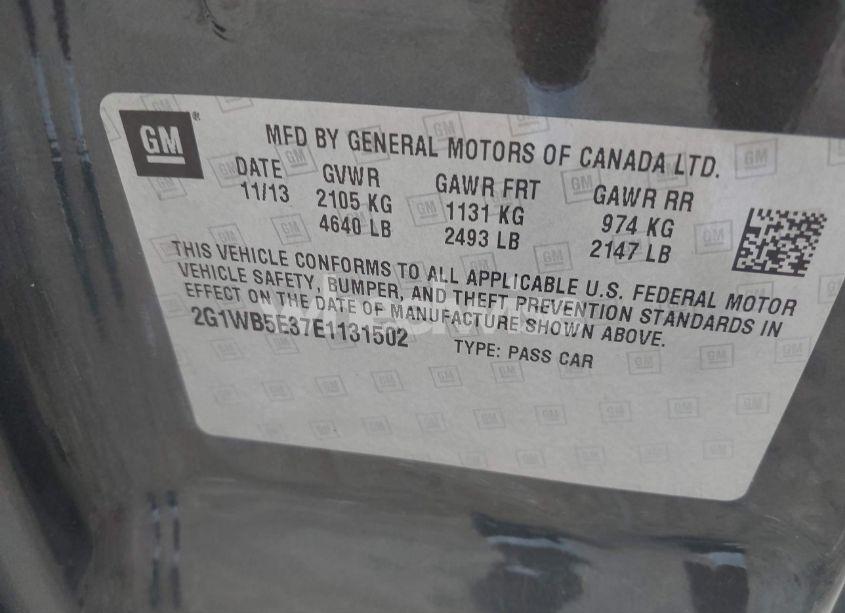 GM®
MFD BY GENERAL MOTORS OF CANADA LTD.
DATE GVWR GAWR FRT GAWR RR
11/13 2105 KG 1131 KG 974 KG
4640 LB 2493 LB 2147 LB
THIS VEHICLE CONFORMS TO ALL APPLICABLE U.S. FEDERAL MOTOR
VEHICLE SAFETY, BUMPER, AND THEFT PREVENTION STANDARDS IN
EFFECT ON THE DATE OF MANUFACTURE SHOWN ABOVE.
2G1WB5E37E1131502 TYPE: PASS CAR